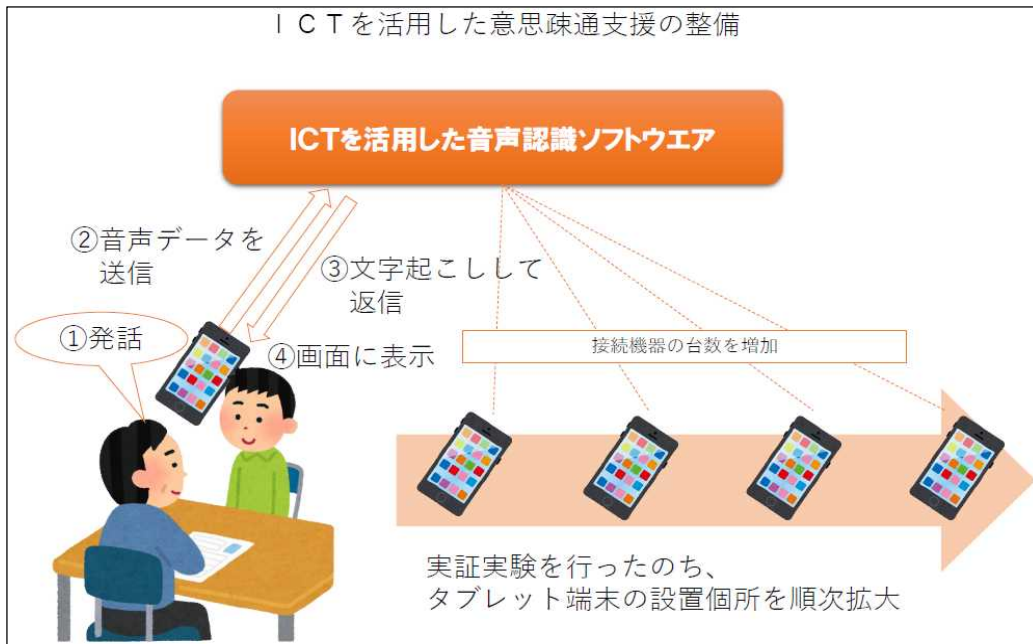 ＩＣＴを活用した意思疎通支援の整備
ICTを活用した音声認識ソフトウエア
②音声データを
送信
③文字起こしして
返信
①発話
④画面に表示
接続機器の台数を増加
実証実験を行ったのち、
タブレット端末の設置個所を順次拡大